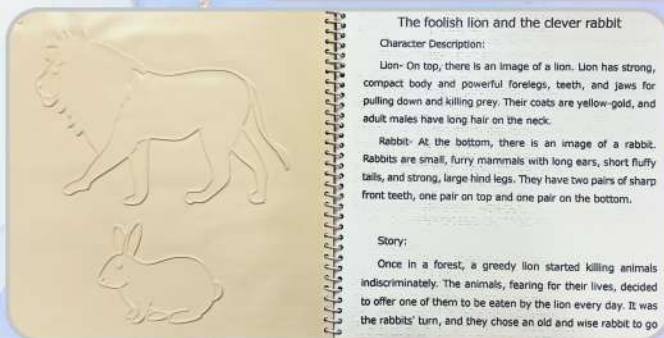 The foolish lion and the clever rabbit
Character Description:
Lion- On top, there is an image of a lion. Lion has strong,
compact body and powerful forelegs, teeth, and jaws for
pulling down and killing prey. Their coats are yellow-gold, and
adult males have long hair on the neck.
Rabbit- At the bottom, there is an image of a rabbit.
Rabbits are small, furry mammals with long ears, short fluffy
tails, and strong, large hind legs. They have two pairs of sharp
front teeth, one pair on top and one pair on the bottom.
Story:
Once in a forest, a greedy lion started killing animals
indiscriminately. The animals, fearing for their lives, decided
to offer one of them to be eaten by the lion every day. It was
the rabbits' turn, and they chose an old and wise rabbit to go